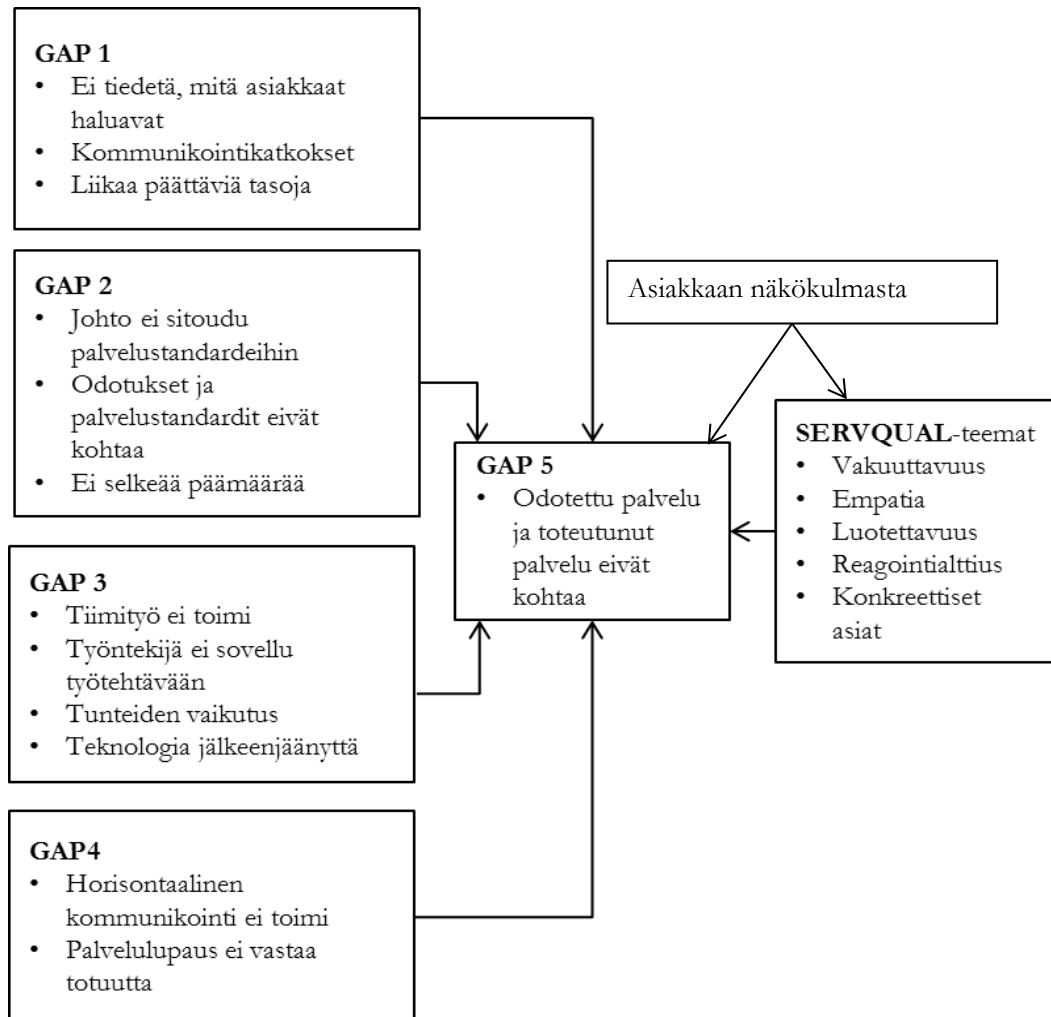 GAP 1
• Ei tiedetä, mitä asiakkaat
haluavat
• Kommunikointikatkokset
• Liikaa päättäviä tasoja
GAP 2
• Johto ei sitoudu
palvelustandardeihin
• Odotukset ja
palvelustandardit eivät
kohtaa
• Ei selkeää päämäärää
GAP 3
• Tiimityö ei toimi
• Työntekijä ei sovellu
työtehtävään
• Tunteiden vaikutus
• Teknologia jälkeenjäänyttä
GAP4
• Horisontaalinen
kommunikointi ei toimi
• Palvelulupaus ei vastaa
totuutta
GAP 5
• Odotettu palvelu
ja toteutunut
palvelu eivät
kohtaa
Asiakkaan näkökulmasta
SERVQUAL-teemat
• Vakuuttavuus
• Empatia
• Luotettavuus
• Reagointialttius
• Konkreettiset
asiat